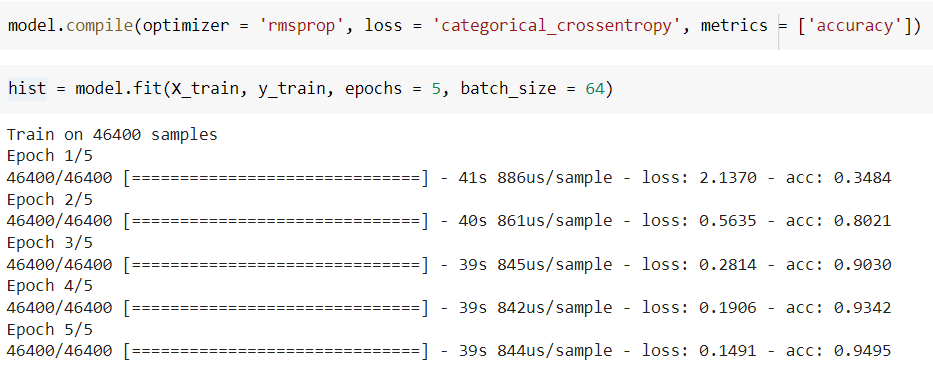 model.compile(optimizer = 'rmsprop', loss = 'categorical_crossentropy', metrics = ['accuracy'])
hist = model.fit(X_train, y_train, epochs = 5, batch_size = 64)
Train on 46400 samples
Epoch 1/5
46400/46400 [==============================] - 41s 886us/sample - loss: 2.1370 - acc: 0.3484
Epoch 2/5
46400/46400 [==============================] - 40s 861us/sample - loss: 0.5635 - acc: 0.8021
Epoch 3/5
46400/46400 [==============================] - 39s 845us/sample - loss: 0.2814 - acc: 0.9030
Epoch 4/5
46400/46400 [==============================] - 39s 842us/sample - loss: 0.1906 - acc: 0.9342
Epoch 5/5
46400/46400 [==============================] - 39s 844us/sample - loss: 0.1491 - acc: 0.9495